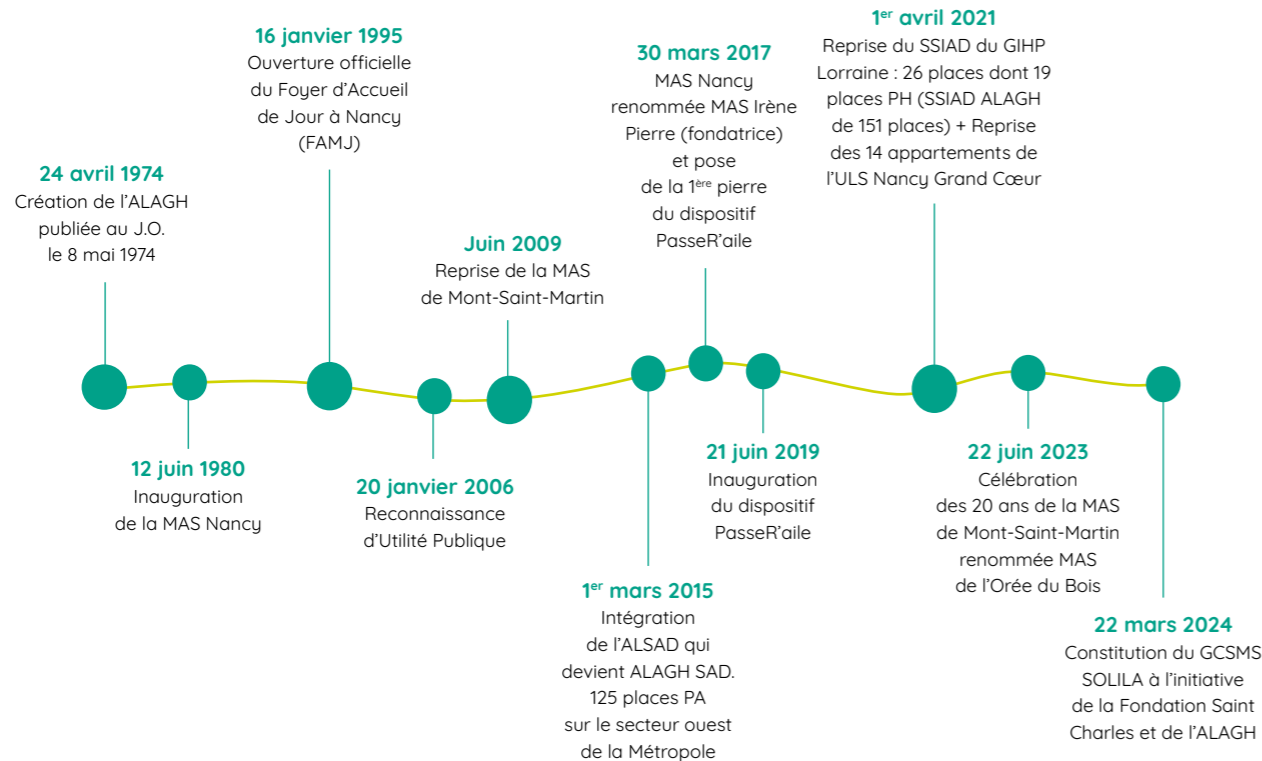 24 avril 1974
Création de l'ALAGH
publiée au J.O.
le 8 mai 1974
12 juin 1980
Inauguration
de la MAS Nancy
16 janvier 1995
Ouverture officielle
du Foyer d'Accueil
de Jour à Nancy
(FAMJ)
20 janvier 2006
Reconnaissance
d'Utilité Publique
Juin 2009
Reprise de la MAS
de Mont-Saint-Martin
1er mars 2015
Intégration
de l'ALSAD qui
devient ALAGH SAD.
125 places PA
sur le secteur ouest
de la Métropole
30 mars 2017
MAS Nancy
renommée MAS Irène
Pierre (fondatrice)
et pose
de la 1ère pierre
du dispositif
PasseR'aile
21 juin 2019
Inauguration
du dispositif
PasseR'aile
1er avril 2021
Reprise du SSIAD du GIHP
Lorraine : 26 places dont 19
places PH (SSIAD ALAGH
de 151 places) + Reprise
des 14 appartements de
l'ULS Nancy Grand Cœur
22 juin 2023
Célébration
des 20 ans de la MAS
de Mont-Saint-Martin
renommée MAS
de l'Orée du Bois
22 mars 2024
Constitution du GCSMS
SOLILA à l'initiative
de la Fondation Saint
Charles et de l'ALAGH